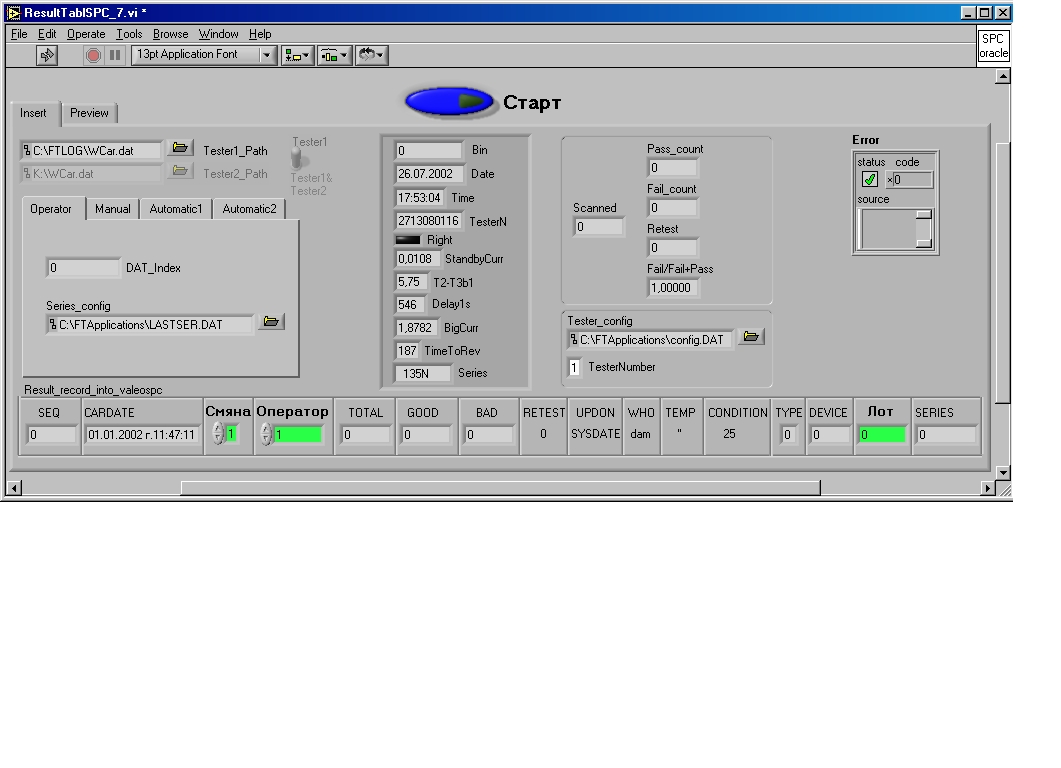 ResultTablSPC_7.vi *
File Edit Operate Tools Browse Window Help
13pt Application Font
SPC
oracle
Старт
Insert Preview
C:\FTLOG\WCar.dat Tester1_Path
K:\WCar.dat Tester2_Path
Tester1
Tester1&
Tester2
Operator Manual Automatic1 Automatic2
0 DAT_Index
Series_config
C:\FTApplications\LASTSER.DAT
0 Bin
26.07.2002 Date
17:53:04 Time
2713080116 TesterN
Right
0,0108 StandbyCurr
5,75 T2-T3b1
546 Delay1s
1,8782 BigCurr
187 TimeToRev
135N Series
Scanned
0
Pass_count
0
Fail_count
0
Retest
0
Fail/Fail+Pass
1,00000
Tester_config
C:\FTApplications\config.DAT
1 TesterNumber
Error
status code
×0
source
Result_record_into_valeospc
SEQ CARDATE Смяна Оператор TOTAL GOOD BAD RETEST UPDON WHO TEMP CONDITION TYPE DEVICE Лот SERIES
0 01.01.2002 г.11:47:11 1 1 0 0 0 0 SYSDATE dam " 25 0 0 0 0